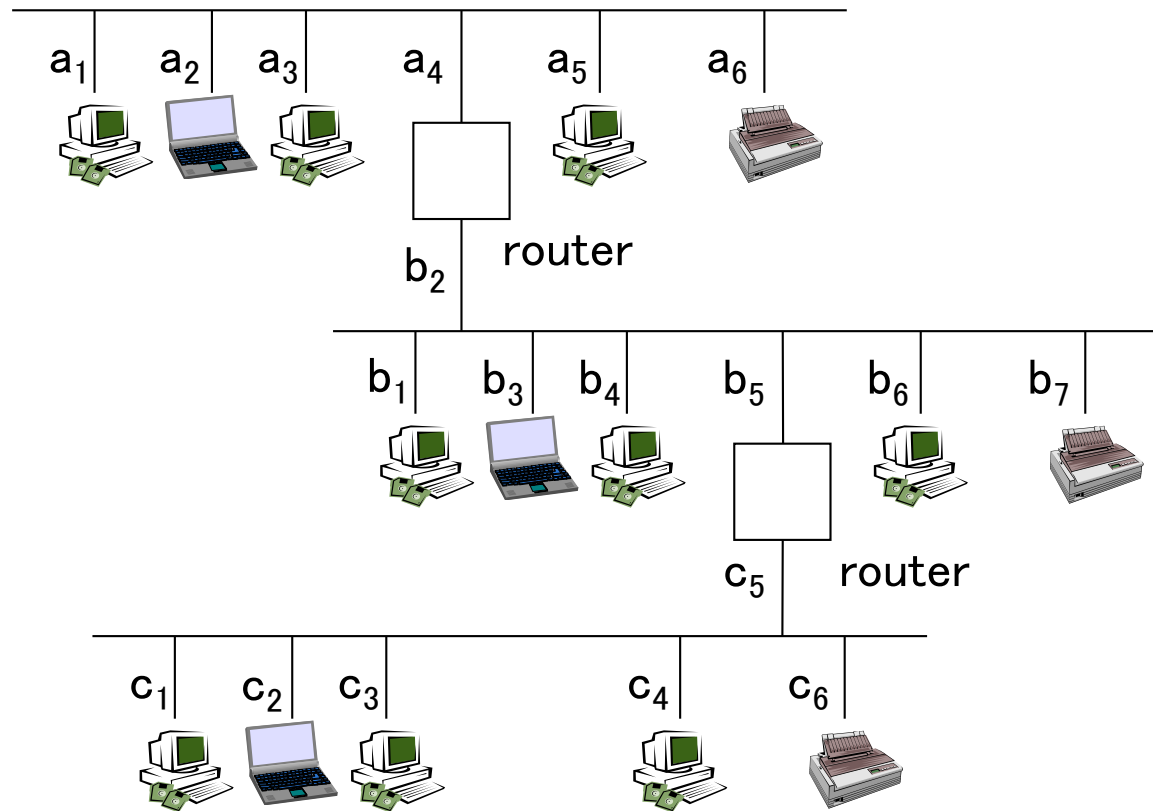 a₁ a₂ a₃ a₄ a₅ a₆
router
b₂
b₁ b₃ b₄ b₅ b₆ b₇
router
c₅
c₁ c₂ c₃ c₄ c₆